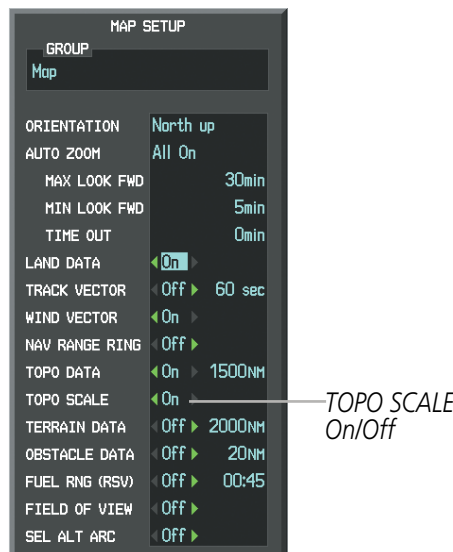 MAP SETUP
GROUP
Map
ORIENTATION North up
AUTO ZOOM All On
MAX LOOK FWD 30min
MIN LOOK FWD 5min
TIME OUT 0min
LAND DATA On
TRACK VECTOR Off 60 sec
WIND VECTOR On
NAV RANGE RING Off
TOPO DATA On 1500NM
TOPO SCALE On
TERRAIN DATA Off 2000NM
OBSTACLE DATA Off 20NM
FUEL RNG (RSV) Off 00:45
FIELD OF VIEW Off
SEL ALT ARC Off
TOPO SCALE
On/Off